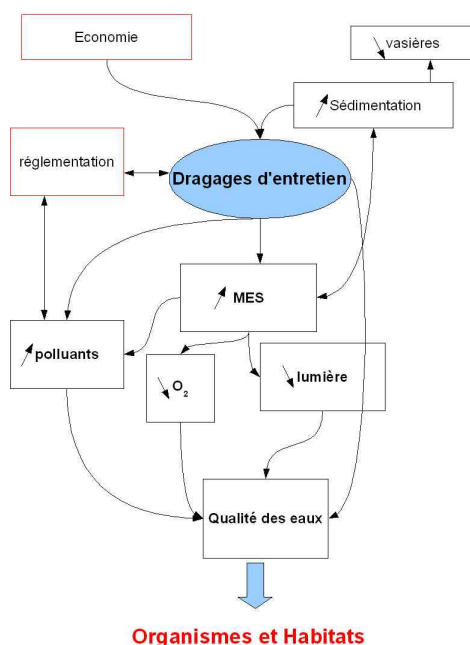 Economie
vasières
Sédimentation
réglementation
Dragages d'entretien
MES
polluants
O₂
lumière
Qualité des eaux
Organismes et Habitats